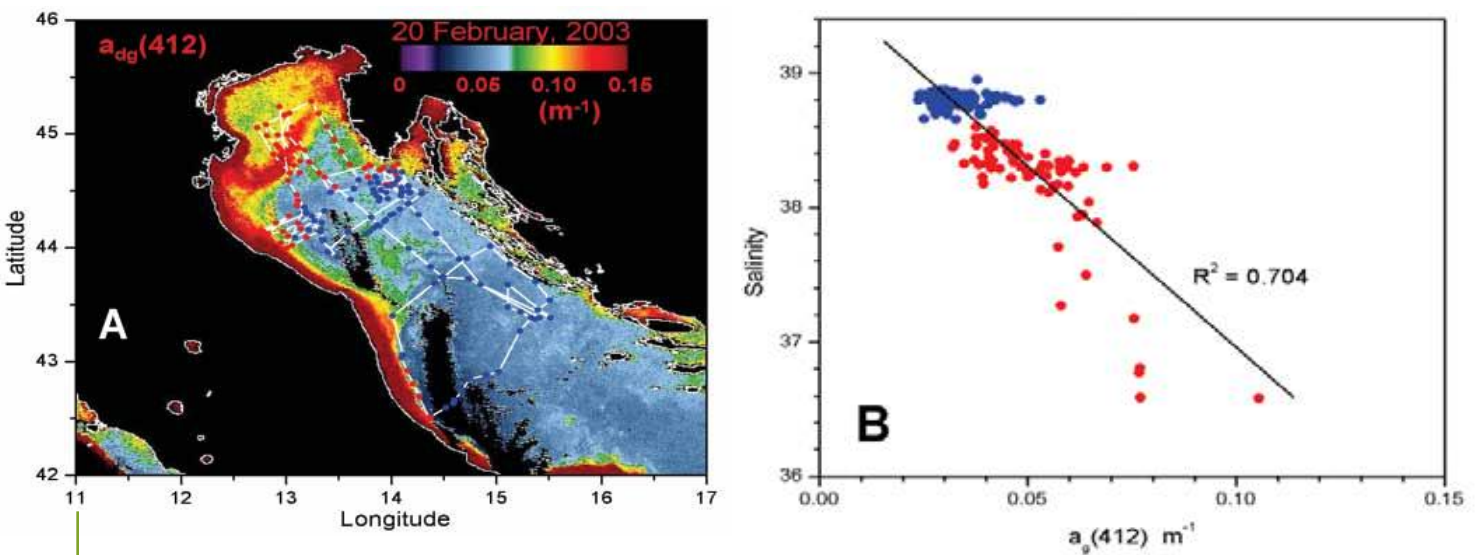 20 February, 2003
a_dg(412)
0 0.05 0.10 0.15
(m⁻¹)
46
45
44
43
42
Latitude
A
11 12 13 14 15 16 17
Longitude
39
38
37
36
Salinity
R² = 0.704
B
0.00 0.05 0.10 0.15
a_g(412) m⁻¹